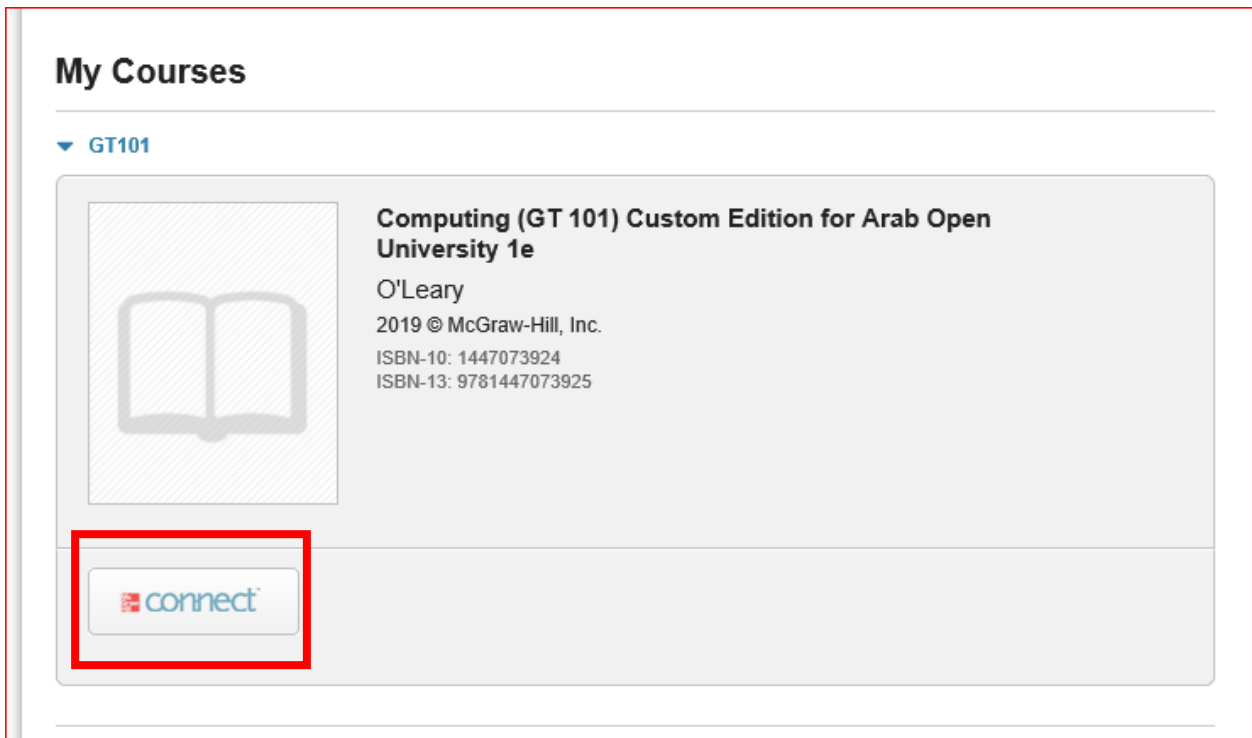 My Courses
GT101
Computing (GT 101) Custom Edition for Arab Open
University 1e
O'Leary
2019 © McGraw-Hill, Inc.
ISBN-10: 1447073924
ISBN-13: 9781447073925
connect